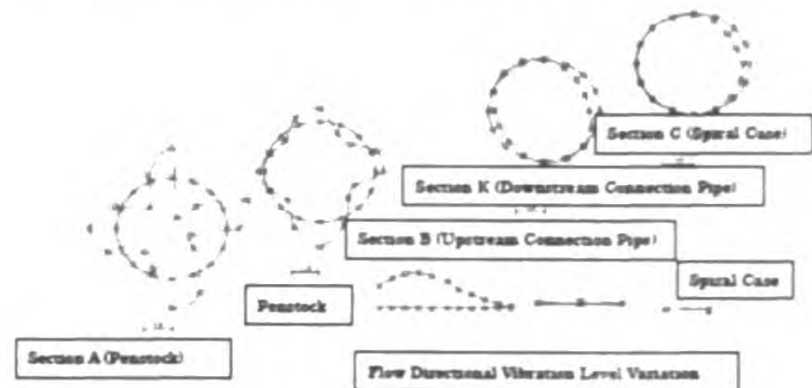 Section C (Spiral Case)
Section K (Downstream Connection Pipe)
Section B (Upstream Connection Pipe)
Spiral Case
Penstock
Section A (Penstock)
Flow Directional Vibration Level Variation